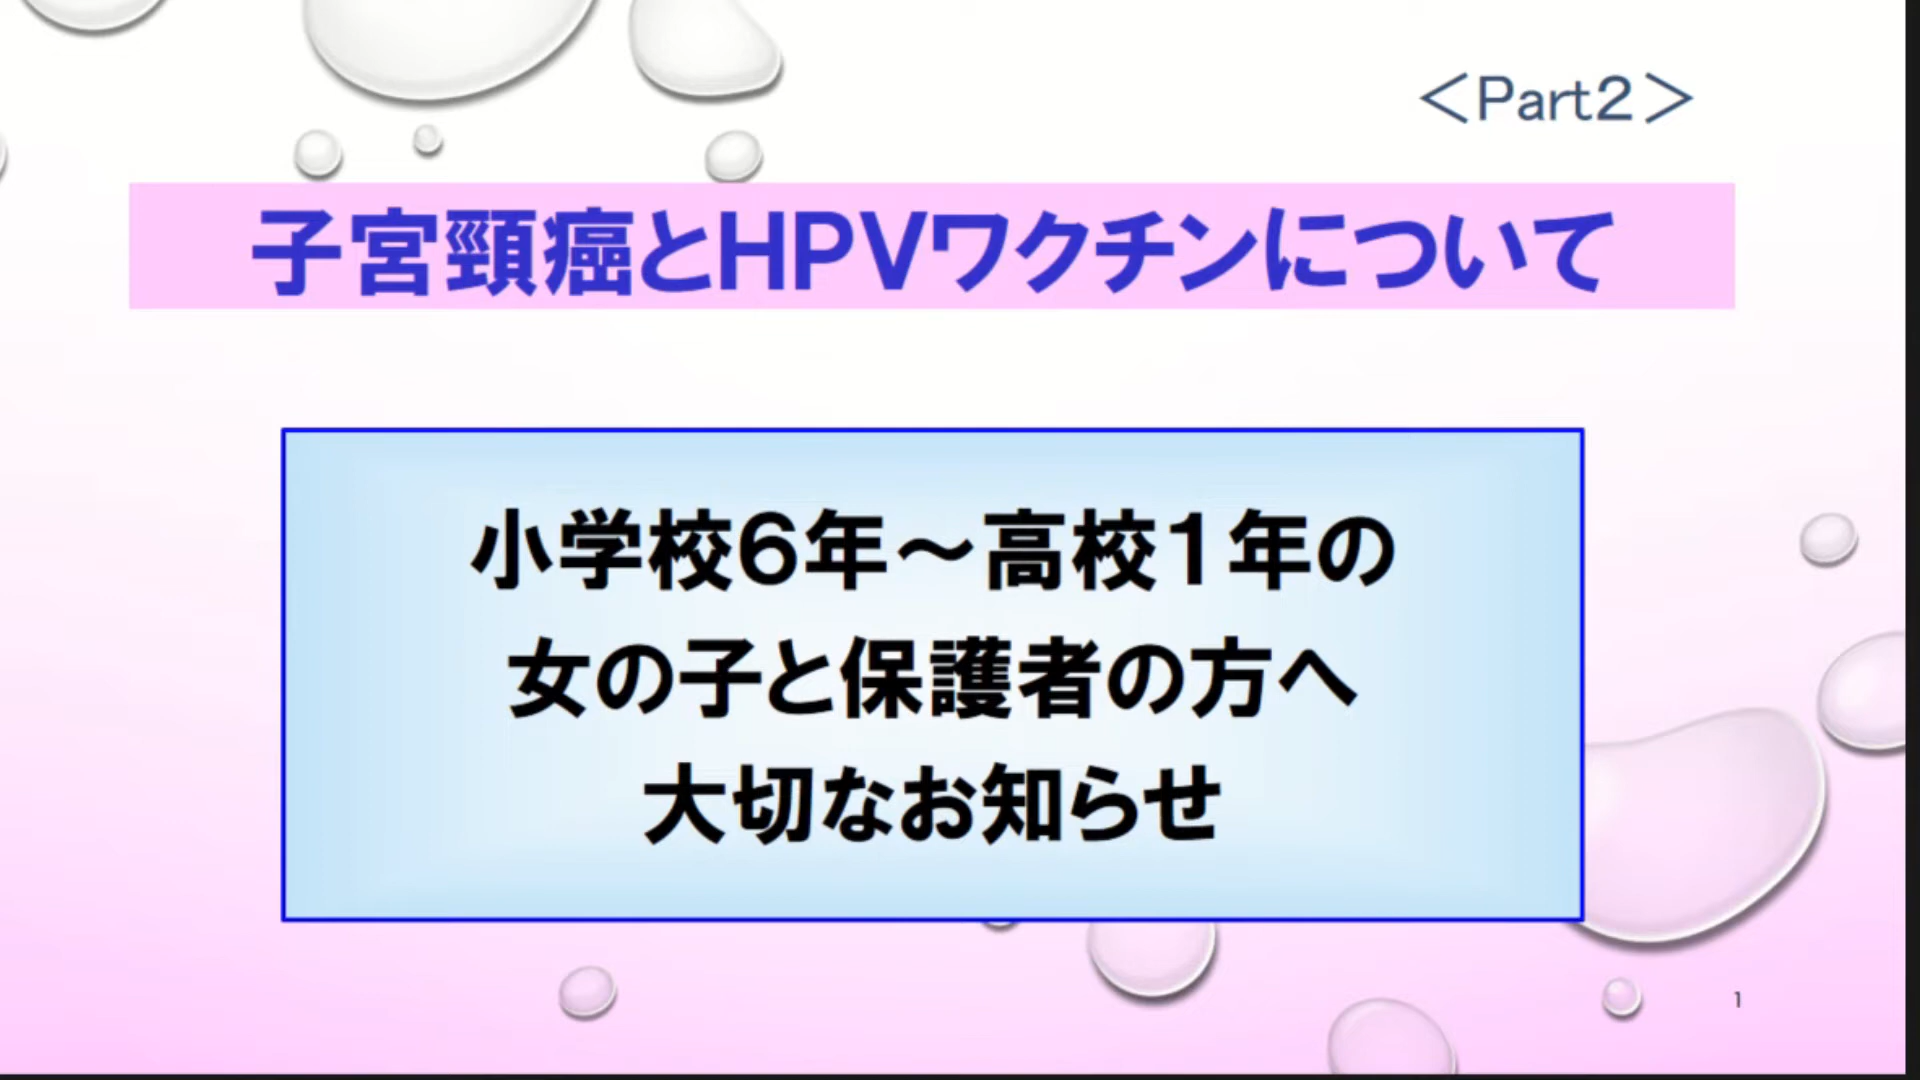 ＜Part2＞
子宮頸癌とHPVワクチンについて
小学校6年～高校1年の
女の子と保護者の方へ
大切なお知らせ
1